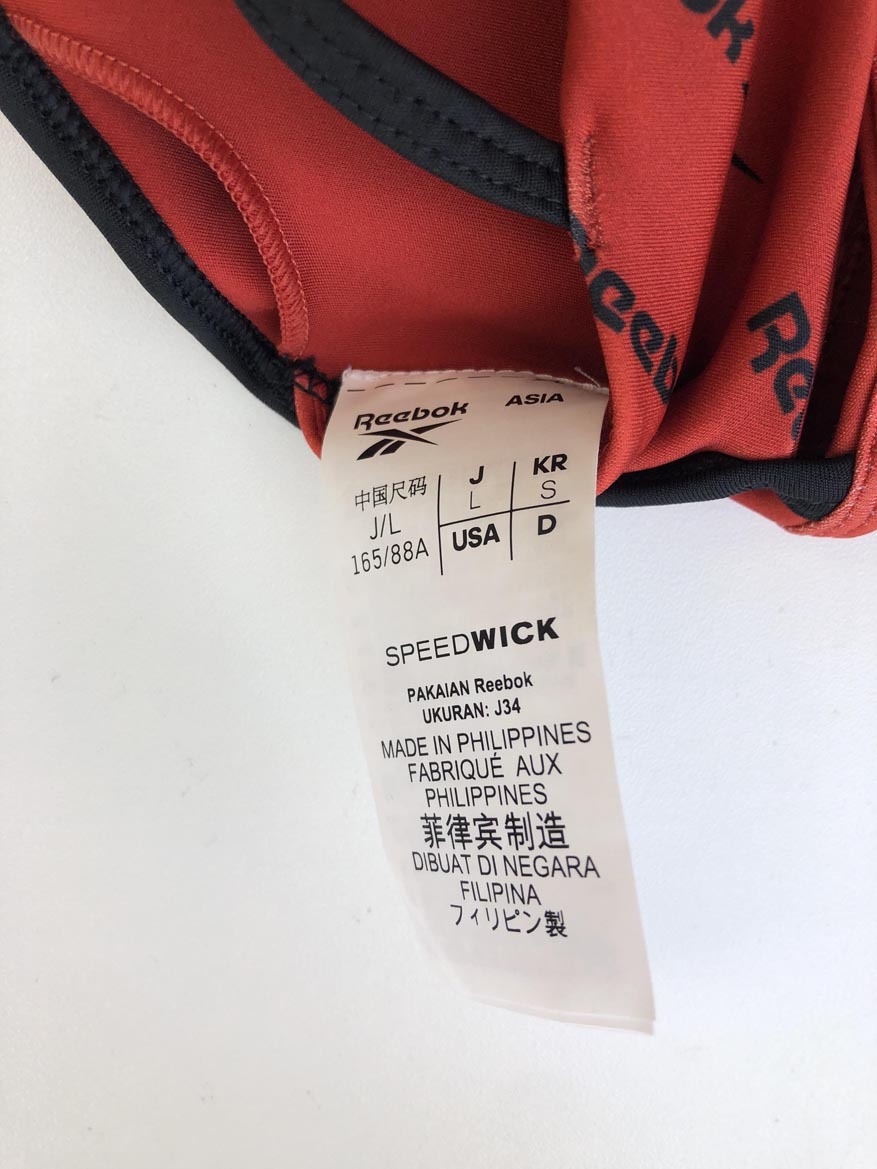 Reebok
ASIA
中国尺码
J/L
165/88A
J
L
KR
S
USA
D
SPEEDWICK
PAKAIAN Reebok
UKURAN: J34
MADE IN PHILIPPINES
FABRIQUÉ AUX
PHILIPPINES
菲律宾制造
DIBUAT DI NEGARA
FILIPINA
フィリピン製